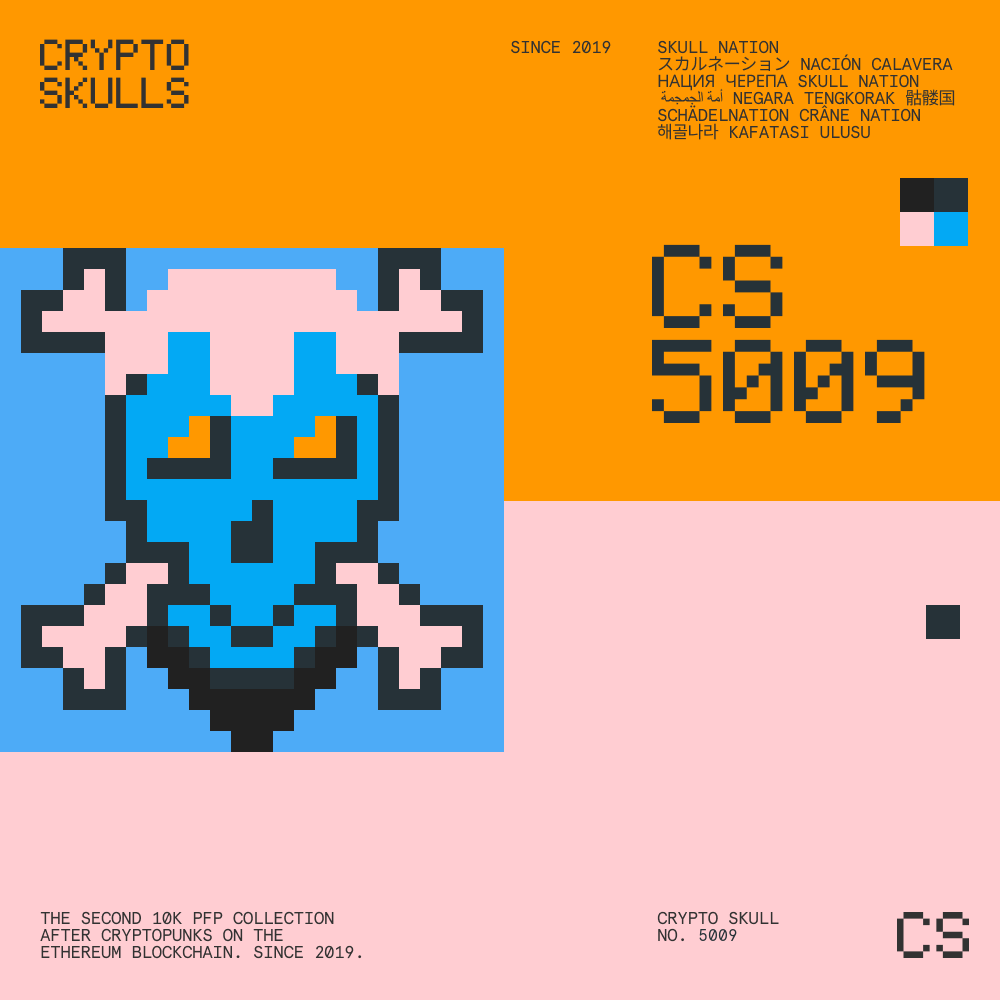 CRYPTO
SKULLS
SINCE 2019
SKULL NATION
スカルネーション NACIÓN CALAVERA
НАЦИЯ ЧЕРЕПА SKULL NATION
أمة الجمجمة NEGARA TENGKORAK 骷髅国
SCHÄDELNATION CRÂNE NATION
해골나라 KAFATASI ULUSU
CS
5009
THE SECOND 10K PFP COLLECTION
AFTER CRYPTOPUNKS ON THE
ETHEREUM BLOCKCHAIN. SINCE 2019.
CRYPTO SKULL
NO. 5009
CS